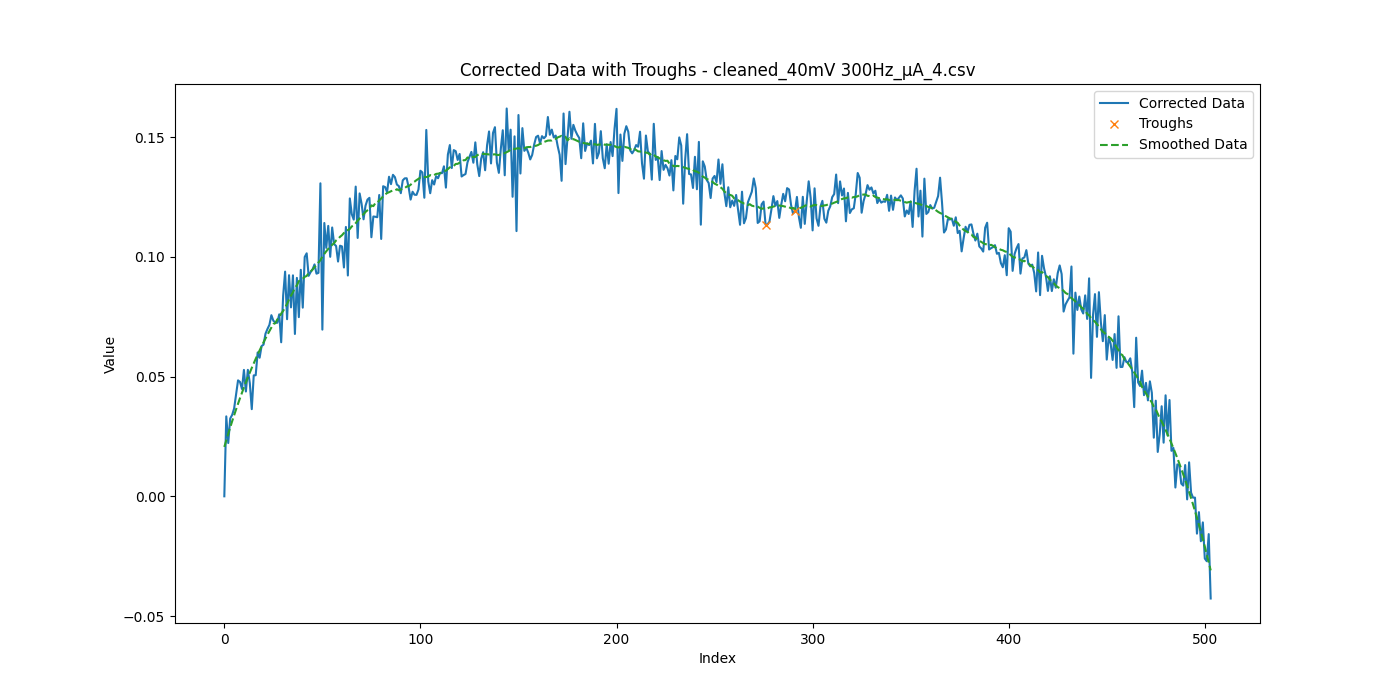 Corrected Data with Troughs - cleaned_40mV 300Hz_µA_4.csv
Corrected Data
Troughs
Smoothed Data
Value
0.15
0.10
0.05
0.00
−0.05
0
100
200
300
400
500
Index